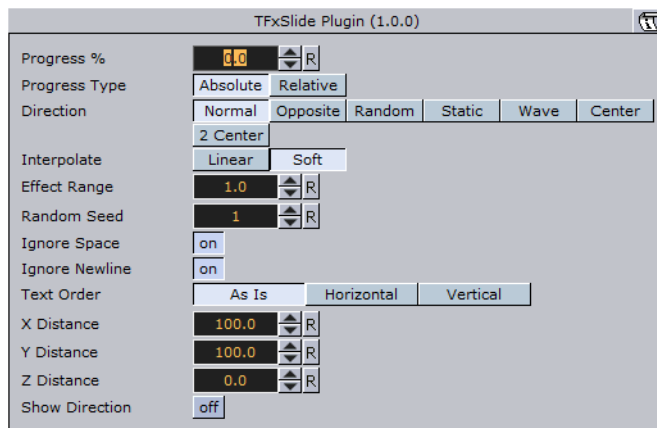 TFxSlide Plugin (1.0.0)
Progress % 0.0 R
Progress Type Absolute Relative
Direction Normal Opposite Random Static Wave Center
2 Center
Interpolate Linear Soft
Effect Range 1.0 R
Random Seed 1 R
Ignore Space on
Ignore Newline on
Text Order As Is Horizontal Vertical
X Distance 100.0 R
Y Distance 100.0 R
Z Distance 0.0 R
Show Direction off